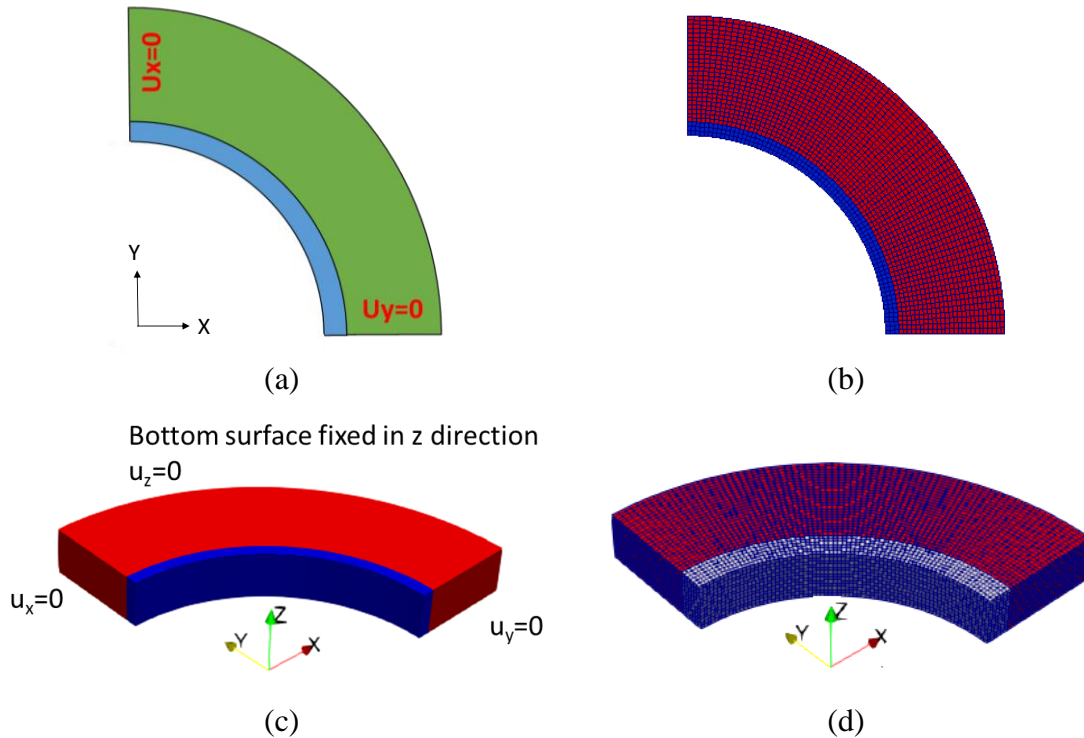 Ux=0
Uy=0
Y
X
(a)
(b)
Bottom surface fixed in z direction
uz=0
ux=0
uy=0
Z
Y
X
Z
Y
X
(c)
(d)